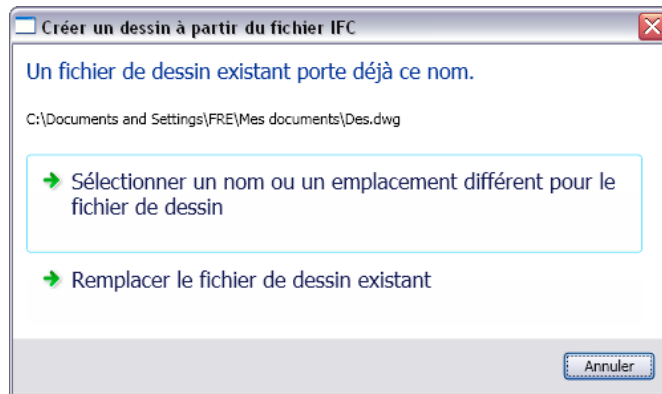 Créer un dessin à partir du fichier IFC
Un fichier de dessin existant porte déjà ce nom.
C:\Documents and Settings\FRE\Mes documents\Des.dwg
Sélectionner un nom ou un emplacement différent pour le
fichier de dessin
Remplacer le fichier de dessin existant
Annuler